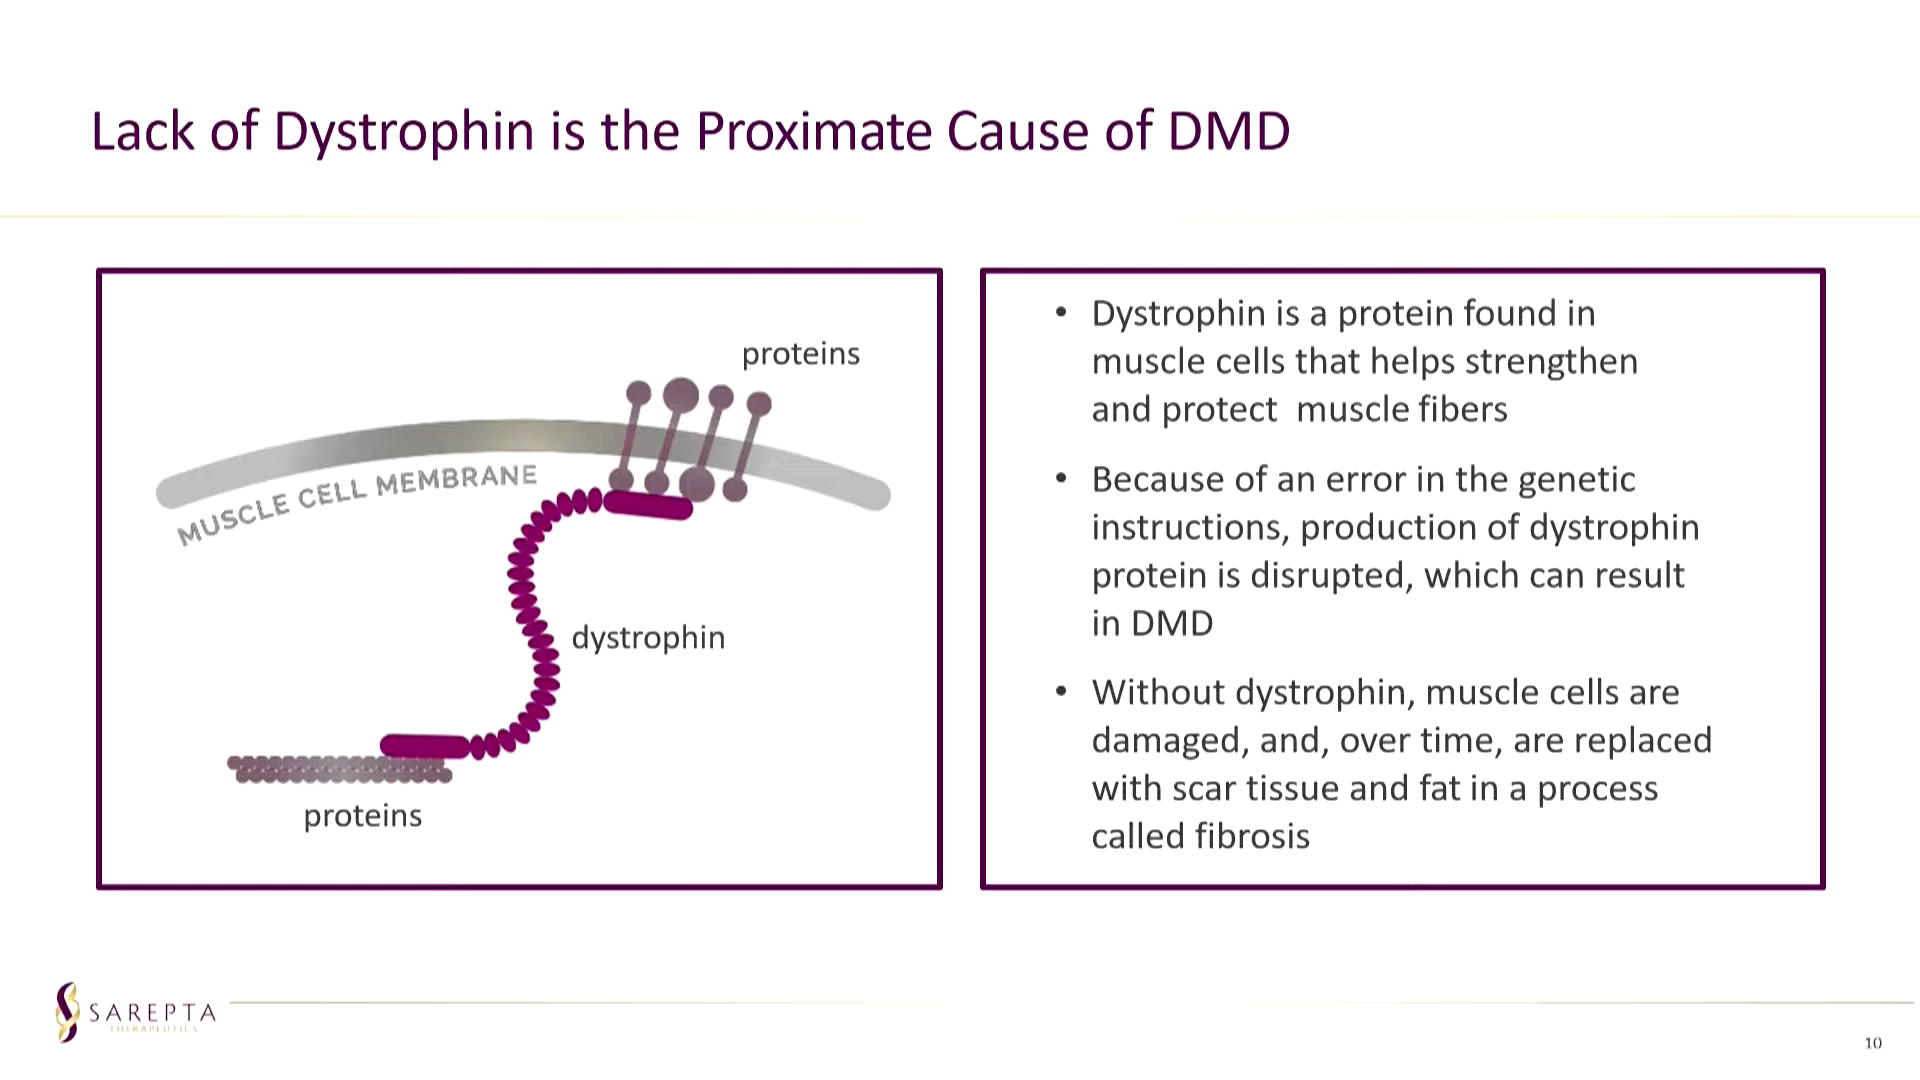 Lack of Dystrophin is the Proximate Cause of DMD
proteins
MUSCLE CELL MEMBRANE
dystrophin
proteins
• Dystrophin is a protein found in
muscle cells that helps strengthen
and protect  muscle fibers
• Because of an error in the genetic
instructions, production of dystrophin
protein is disrupted, which can result
in DMD
• Without dystrophin, muscle cells are
damaged, and, over time, are replaced
with scar tissue and fat in a process
called fibrosis
SAREPTA
THERAPEUTICS
10